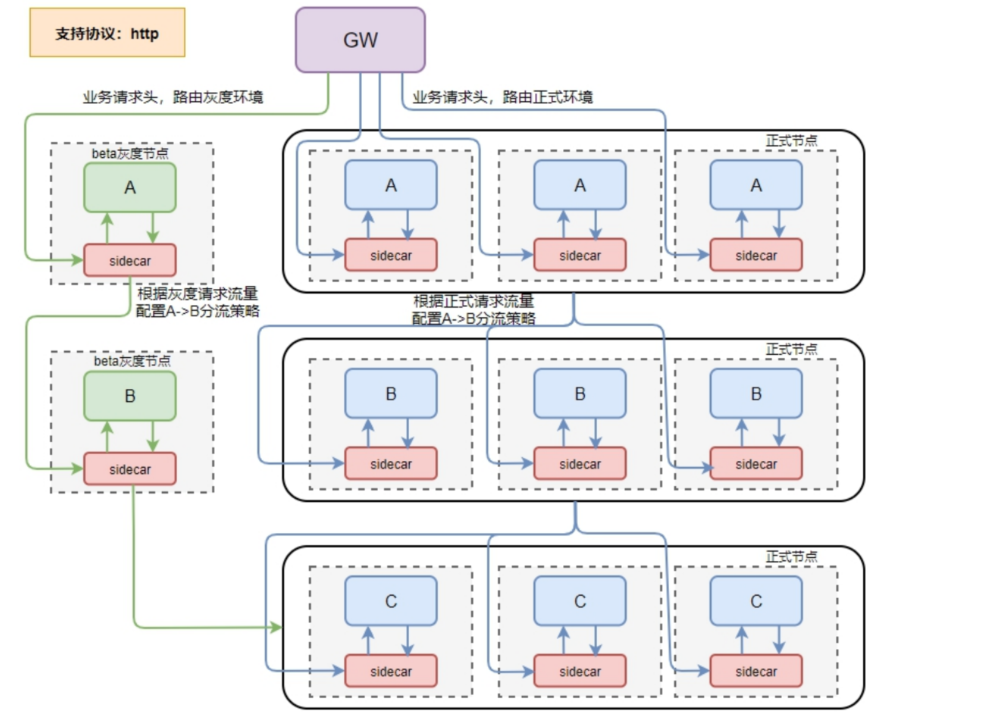 支持协议：http
GW
业务请求头，路由灰度环境
业务请求头，路由正式环境
beta灰度节点
A
sidecar
正式节点
A
A
A
sidecar
sidecar
sidecar
根据灰度请求流量
配置A->B分流策略
根据正式请求流量
配置A->B分流策略
beta灰度节点
B
sidecar
正式节点
B
B
B
sidecar
sidecar
sidecar
正式节点
C
C
C
sidecar
sidecar
sidecar